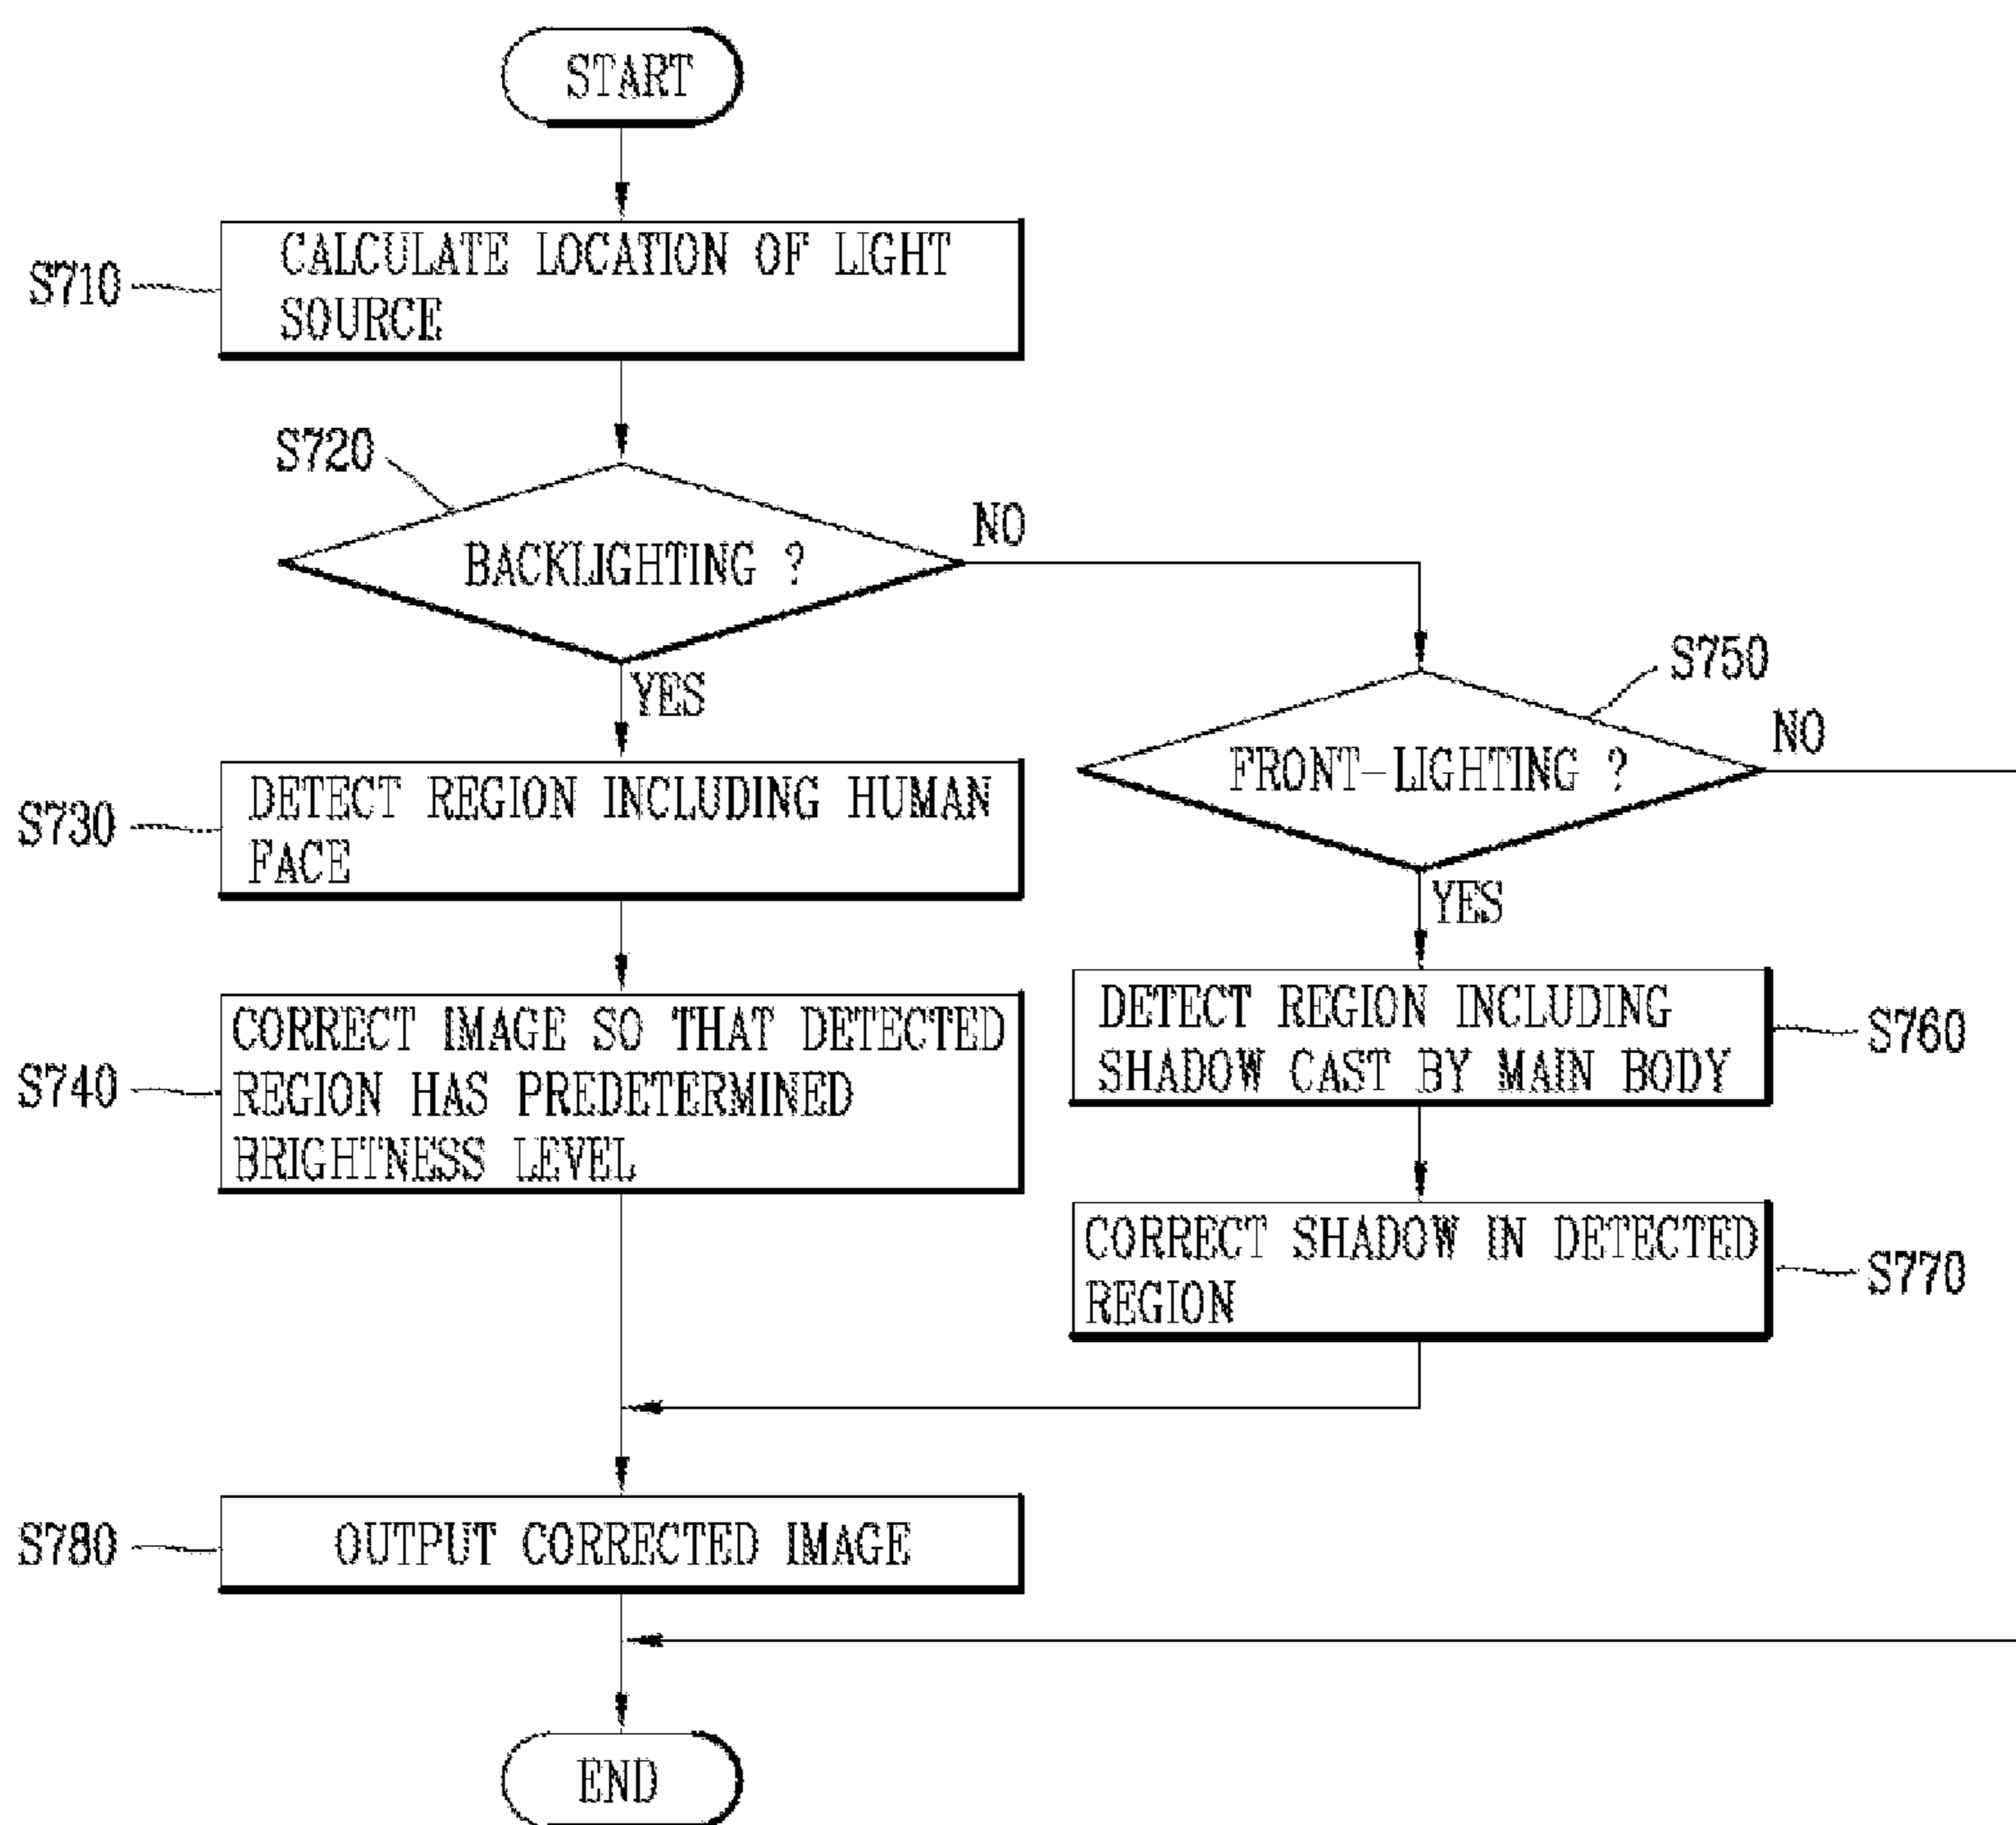 START
S710
CALCULATE LOCATION OF LIGHT
SOURCE
S720
BACKLIGHTING ?
NO
YES
S730
DETECT REGION INCLUDING HUMAN
FACE
S740
CORRECT IMAGE SO THAT DETECTED
REGION HAS PREDETERMINED
BRIGHTNESS LEVEL
S750
FRONT-LIGHTING ?
NO
YES
DETECT REGION INCLUDING
SHADOW CAST BY MAIN BODY
S760
CORRECT SHADOW IN DETECTED
REGION
S770
S780
OUTPUT CORRECTED IMAGE
END